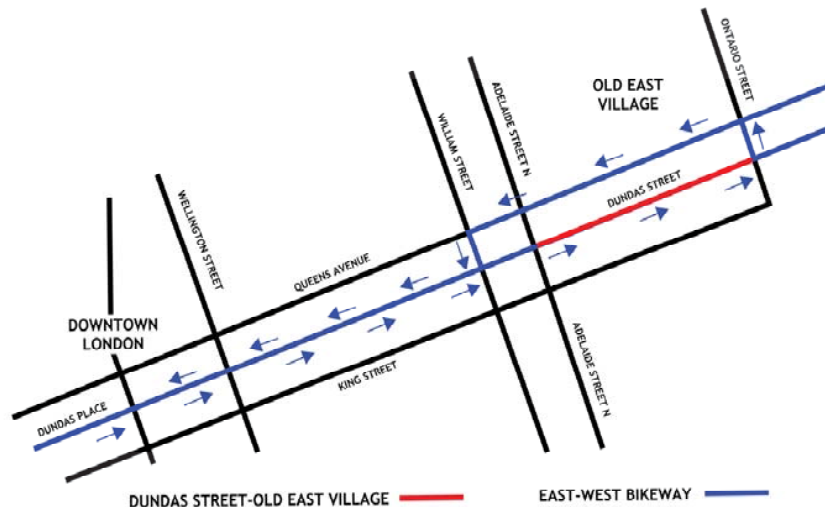 ONTARIO STREET
OLD EAST
VILLAGE
ADELAIDE STREET N
WILLIAM STREET
DUNDAS STREET
WELLINGTON STREET
QUEENS AVENUE
DOWNTOWN
LONDON
KING STREET
ADELAIDE STREET N
DUNDAS PLACE
DUNDAS STREET-OLD EAST VILLAGE
EAST-WEST BIKEWAY